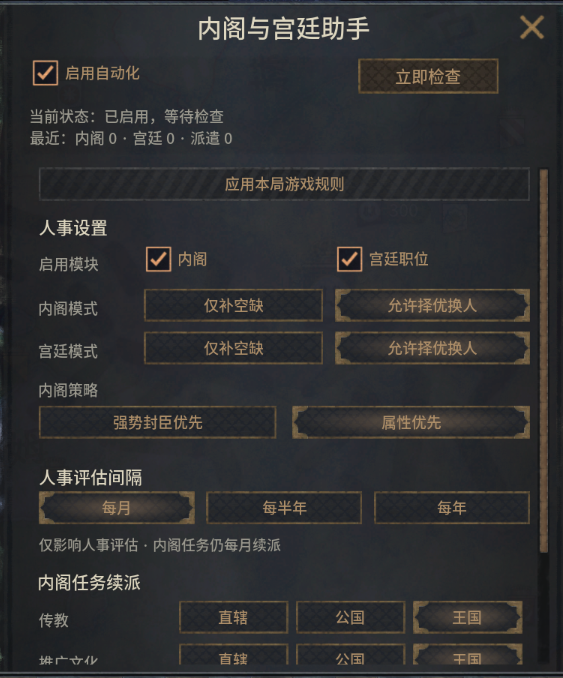 内阁与宫廷助手
启用自动化
立即检查
当前状态：已启用，等待检查
最近：内阁 0 · 宫廷 0 · 派遣 0
应用本局游戏规则
人事设置
启用模块 内阁 宫廷职位
内阁模式 仅补空缺 允许择优换人
宫廷模式 仅补空缺 允许择优换人
内阁策略
强势封臣优先 属性优先
人事评估间隔
每月 每半年 每年
仅影响人事评估 · 内阁任务仍每月续派
内阁任务续派
传教 直辖 公国 王国
推广文化 直辖 公国 王国